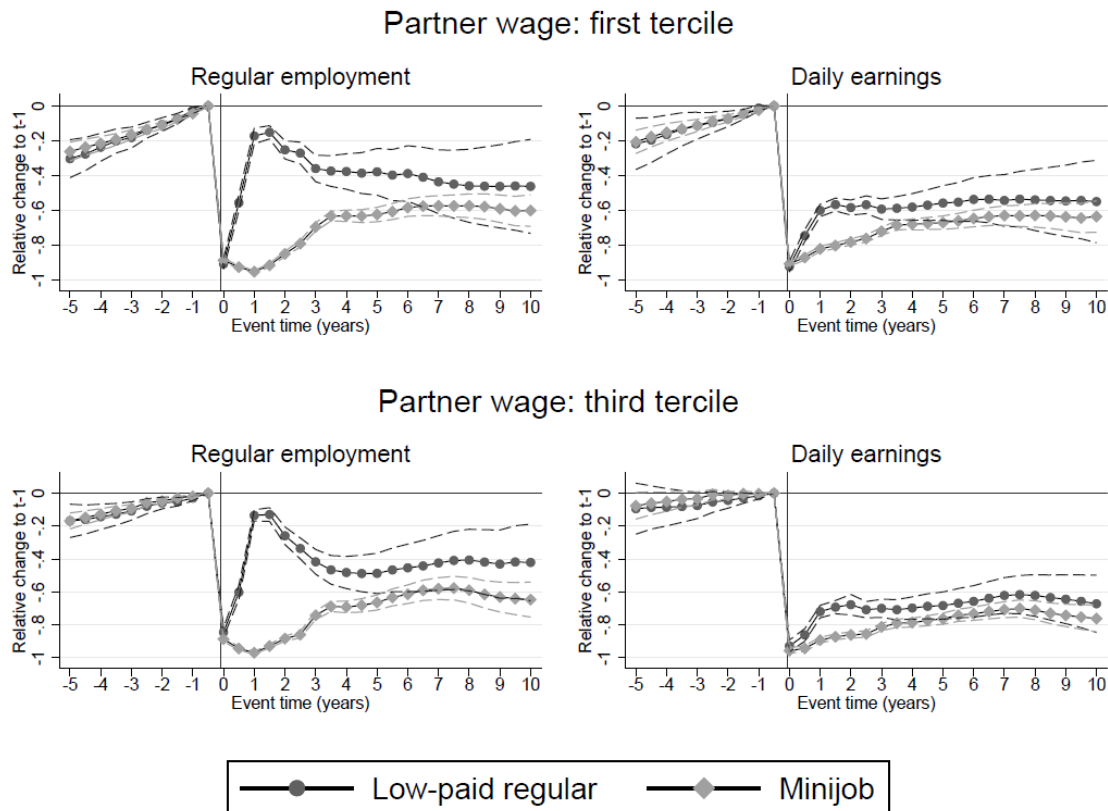 Partner wage: first tercile
Regular employment
Relative change to t-1
0
-.2
-.4
-.6
-.8
-1
-5 -4 -3 -2 -1 0 1 2 3 4 5 6 7 8 9 10
Event time (years)
Daily earnings
Relative change to t-1
0
-.2
-.4
-.6
-.8
-1
-5 -4 -3 -2 -1 0 1 2 3 4 5 6 7 8 9 10
Event time (years)
Partner wage: third tercile
Regular employment
Relative change to t-1
0
-.2
-.4
-.6
-.8
-1
-5 -4 -3 -2 -1 0 1 2 3 4 5 6 7 8 9 10
Event time (years)
Daily earnings
Relative change to t-1
0
-.2
-.4
-.6
-.8
-1
-5 -4 -3 -2 -1 0 1 2 3 4 5 6 7 8 9 10
Event time (years)
Low-paid regular Minijob